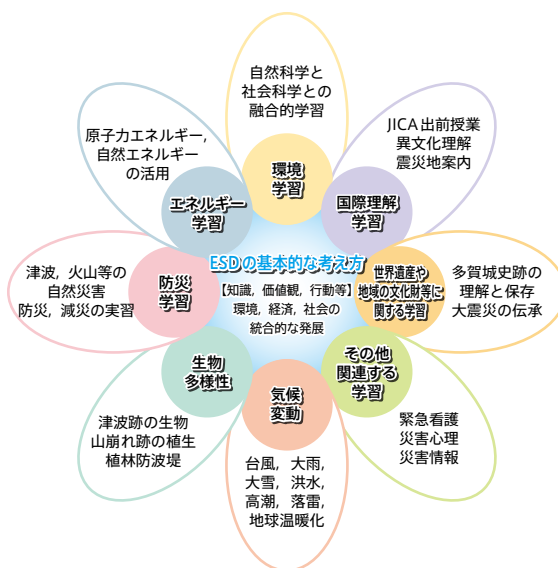 自然科学と
社会科学との
融合的学習
環境
学習
JICA出前授業
異文化理解
震災地案内
国際理解
学習
多賀城史跡の
理解と保存
大震災の伝承
世界遺産や
地域の文化財等に
関する学習
緊急看護
災害心理
災害情報
その他
関連する
学習
台風，大雨，
大雪，洪水，
高潮，落雷，
地球温暖化
気候
変動
津波跡の生物
山崩れ跡の植生
植林防波堤
生物
多様性
津波，火山等の
自然災害
防災，減災の実習
防災
学習
原子力エネルギー，
自然エネルギー
の活用
エネルギー
学習
ESDの基本的な考え方
【知識，価値観，行動等】
環境，経済，社会の
統合的な発展